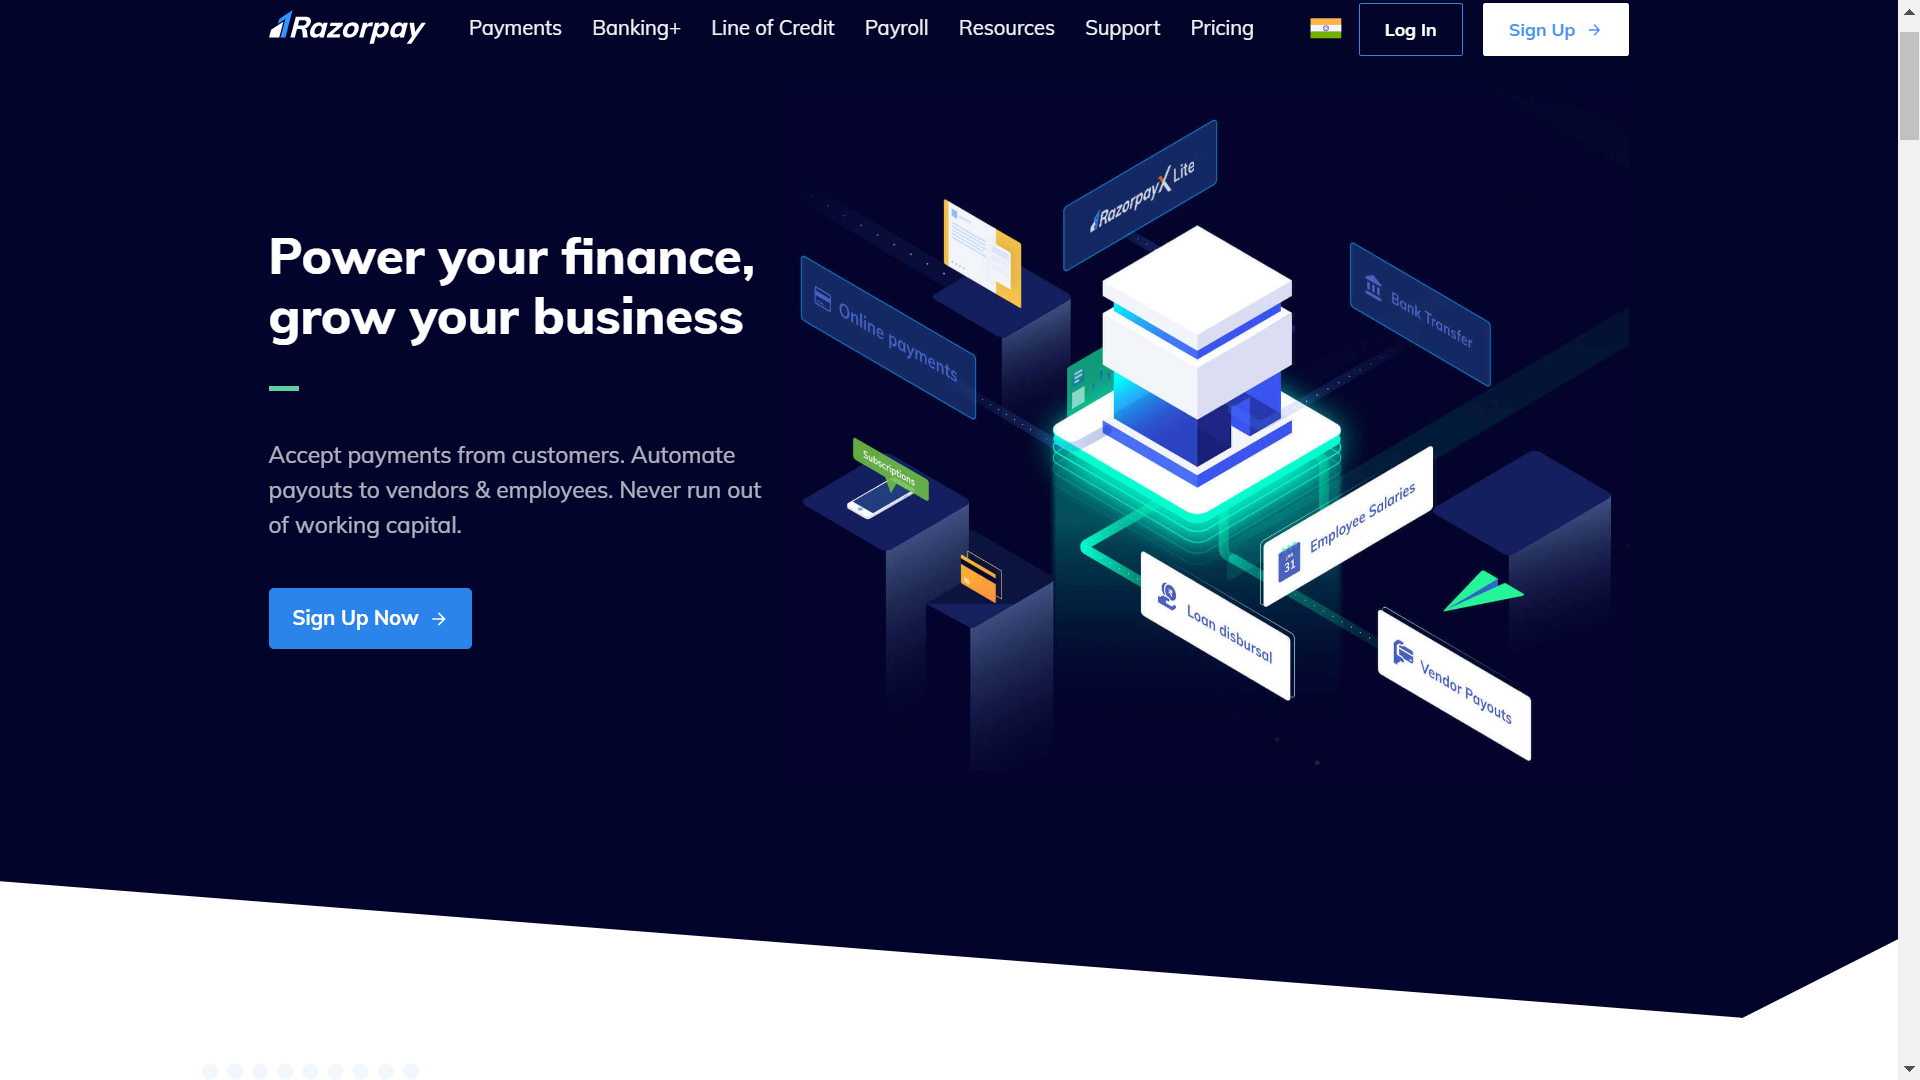 Razorpay
Payments
Banking+
Line of Credit
Payroll
Resources
Support
Pricing
Log In
Sign Up
RazorpayX Lite
Power your finance,
grow your business
Online payments
Bank Transfer
Accept payments from customers. Automate
payouts to vendors & employees. Never run out
of working capital.
Subscriptions
Employee Salaries
JAN
31
Loan disbursal
Vendor Payouts
Sign Up Now